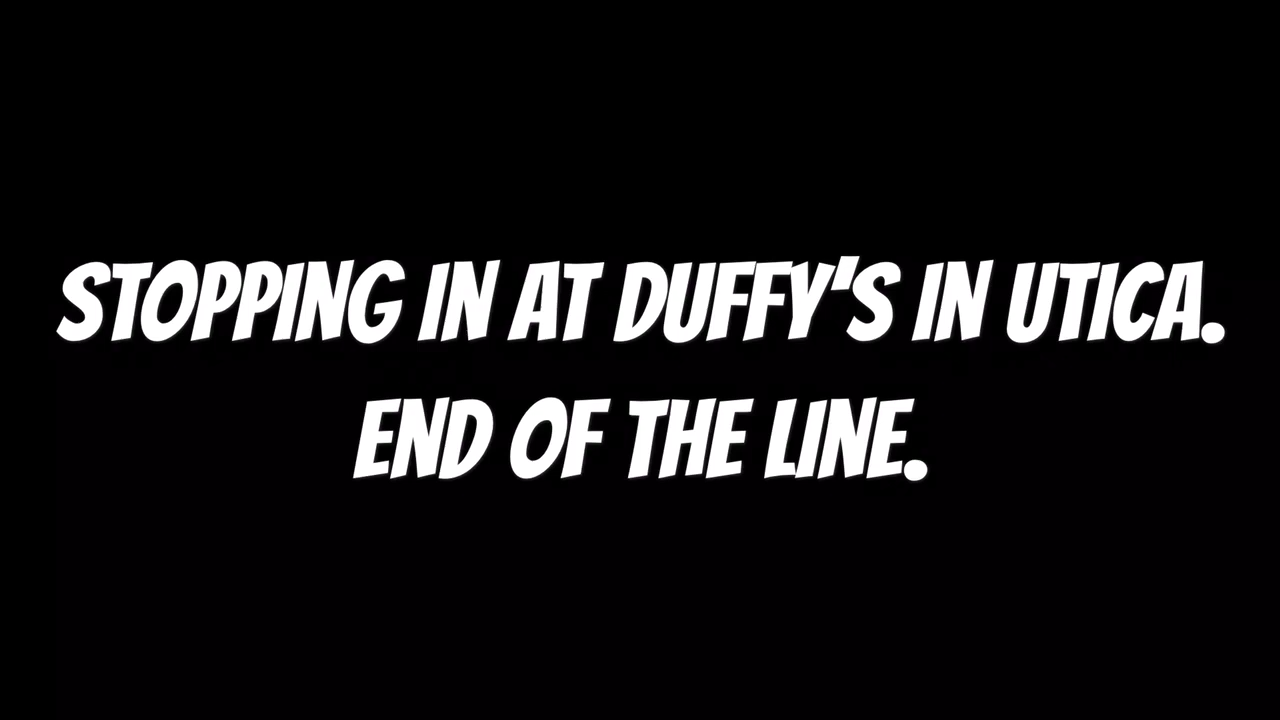 STOPPING IN AT DUFFY'S IN UTICA.
END OF THE LINE.